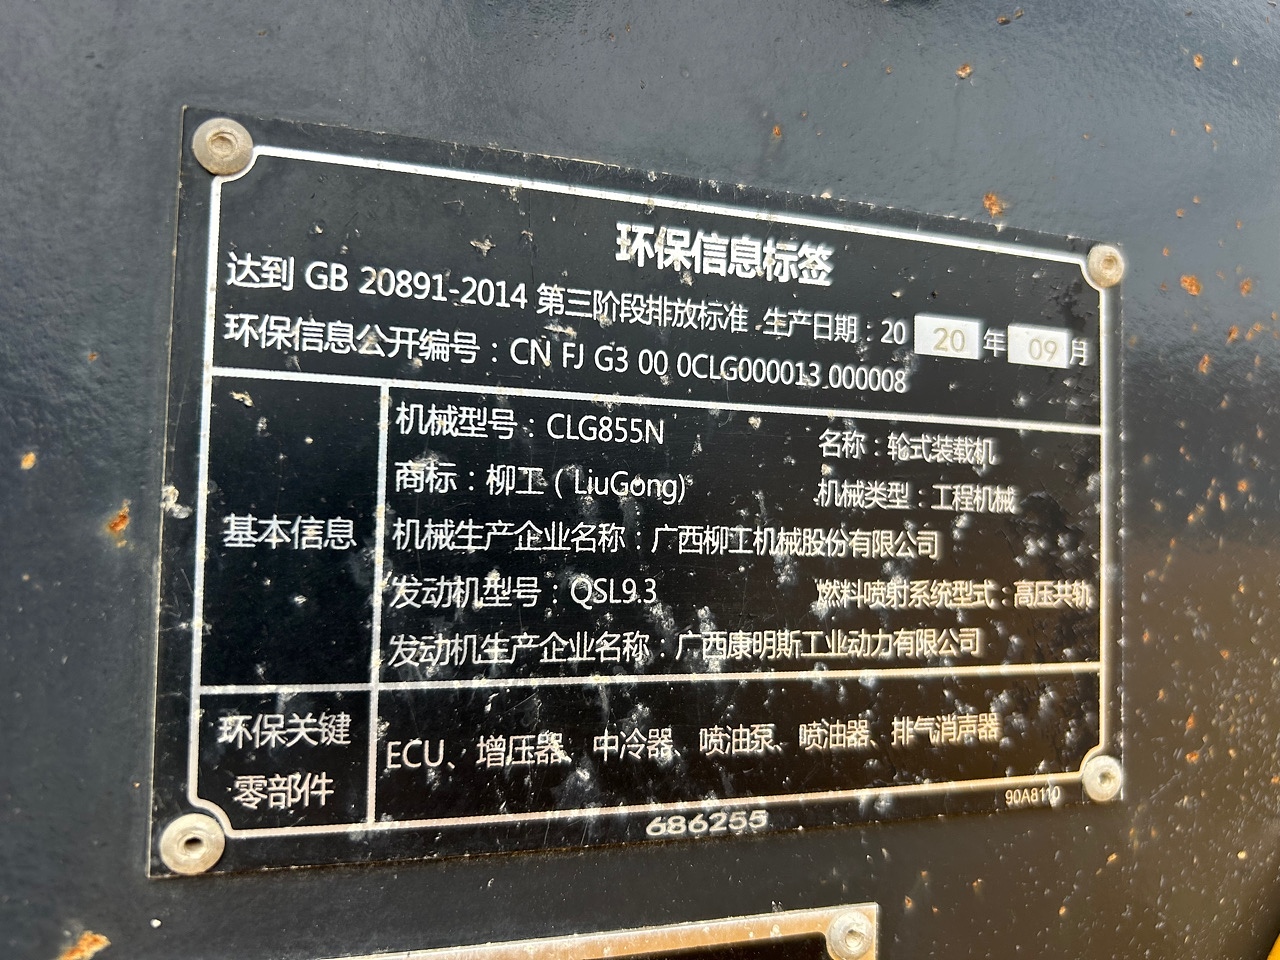 环保信息标签
达到 GB 20891-2014 第三阶段排放标准 生产日期：20 20 年 09 月
环保信息公开编号：CN FJ G3 00 0CLG000013 000008
基本信息
机械型号：CLG855N 名称：轮式装载机
商标：柳工（LiuGong) 机械类型：工程机械
机械生产企业名称：广西柳工机械股份有限公司
发动机型号：QSL9.3 燃料喷射系统型式：高压共轨
发动机生产企业名称：广西康明斯工业动力有限公司
环保关键
零部件
ECU、增压器、中冷器、喷油泵、喷油器、排气消声器
90A8110
686255